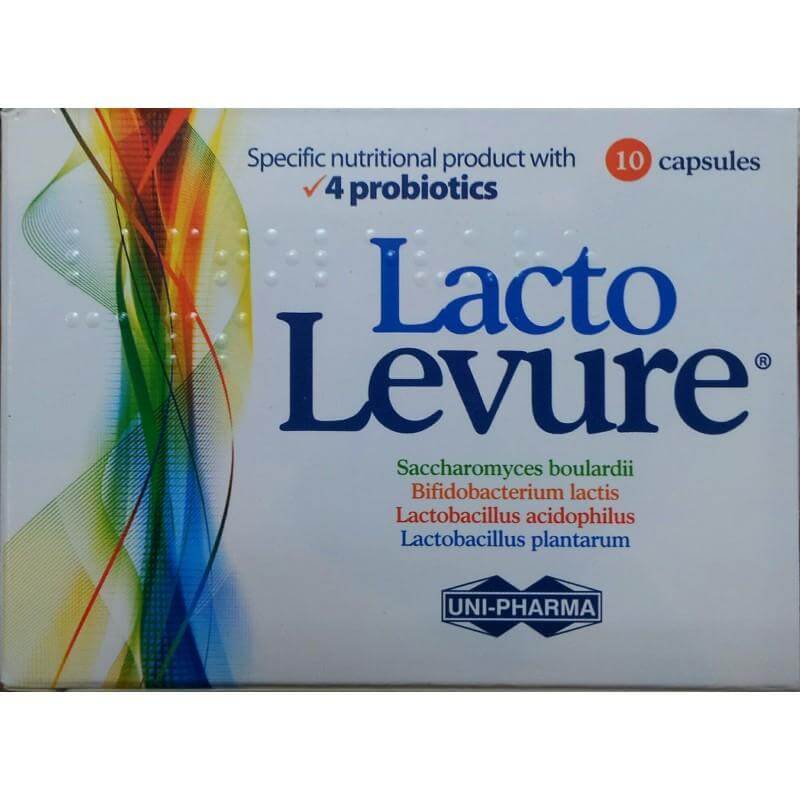 Specific nutritional product with
✓4 probiotics
10 capsules
Lacto
Levure®
Saccharomyces boulardii
Bifidobacterium lactis
Lactobacillus acidophilus
Lactobacillus plantarum
UNI-PHARMA